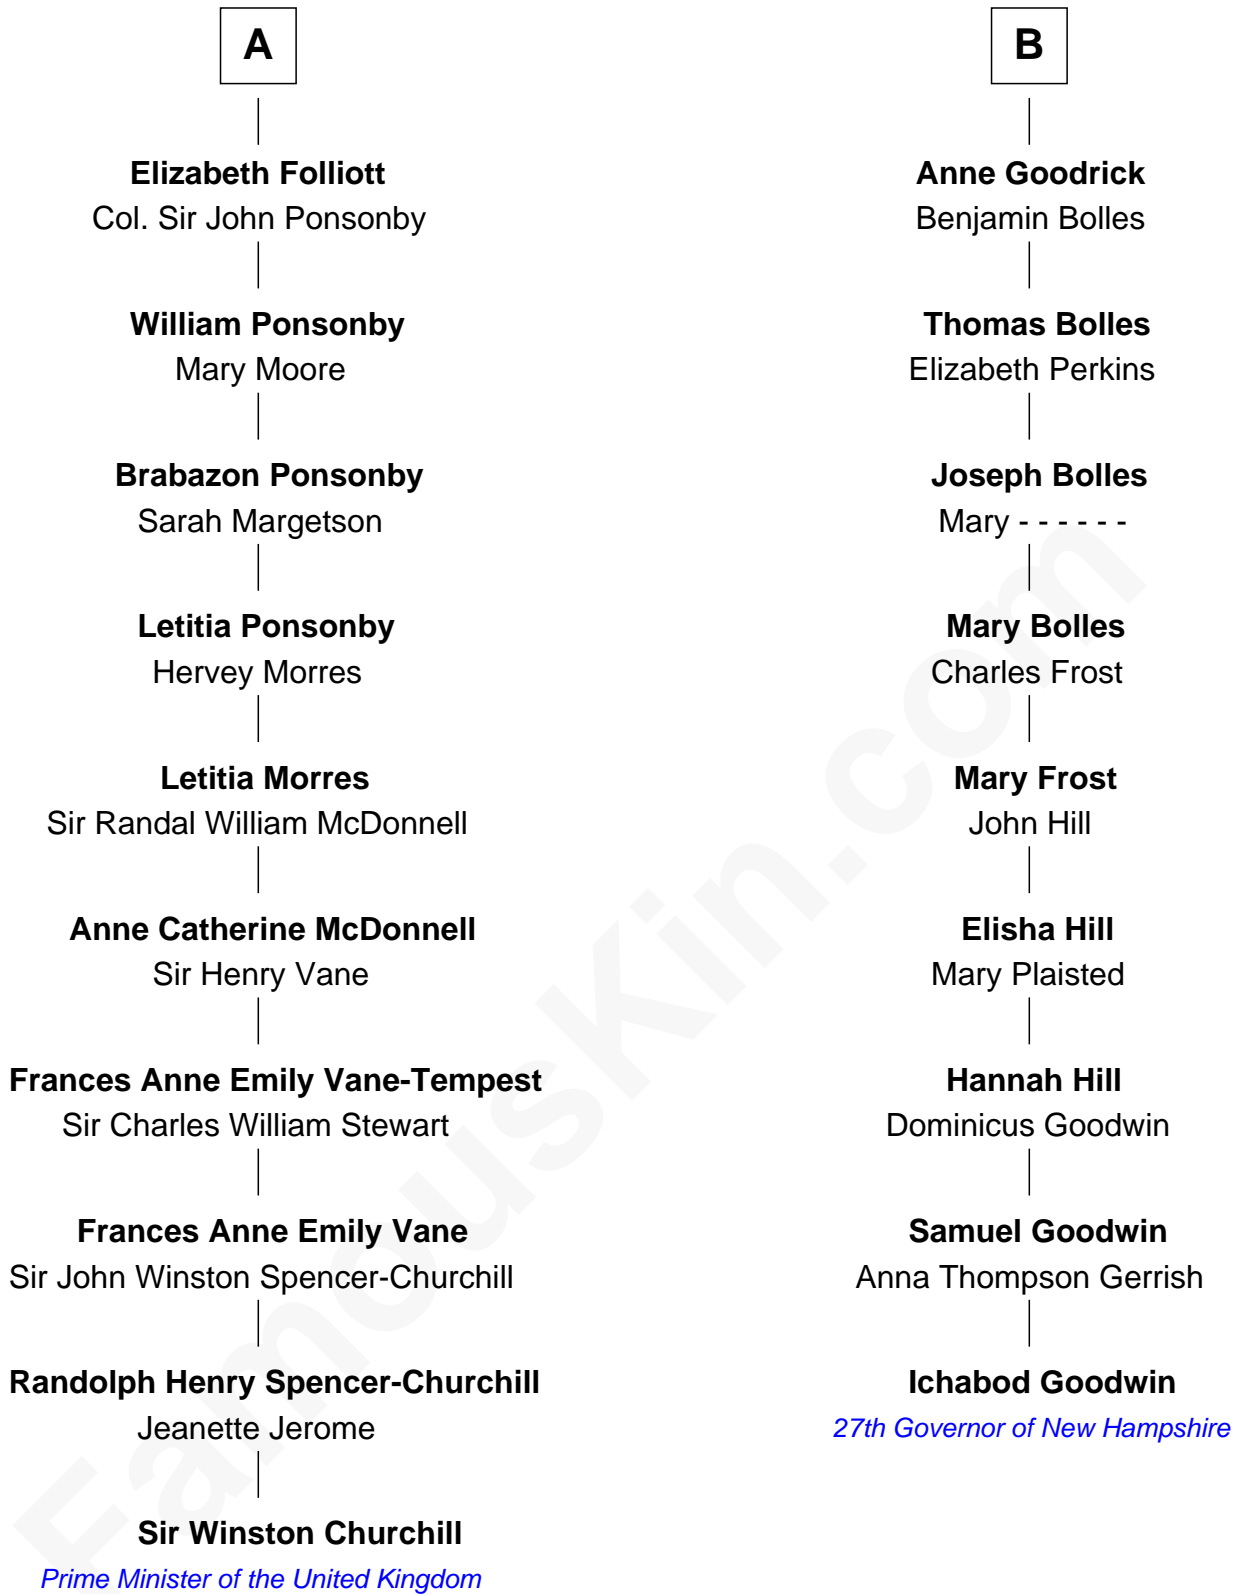 A
Elizabeth Folliott
Col. Sir John Ponsonby
William Ponsonby
Mary Moore
Brabazon Ponsonby
Sarah Margetson
Letitia Ponsonby
Hervey Morres
Letitia Morres
Sir Randal William McDonnell
Anne Catherine McDonnell
Sir Henry Vane
Frances Anne Emily Vane-Tempest
Sir Charles William Stewart
Frances Anne Emily Vane
Sir John Winston Spencer-Churchill
Randolph Henry Spencer-Churchill
Jeanette Jerome
Sir Winston Churchill
Prime Minister of the United Kingdom
B
Anne Goodrick
Benjamin Bolles
Thomas Bolles
Elizabeth Perkins
Joseph Bolles
Mary - - - - - -
Mary Bolles
Charles Frost
Mary Frost
John Hill
Elisha Hill
Mary Plaisted
Hannah Hill
Dominicus Goodwin
Samuel Goodwin
Anna Thompson Gerrish
Ichabod Goodwin
27th Governor of New Hampshire
FamousKin.com